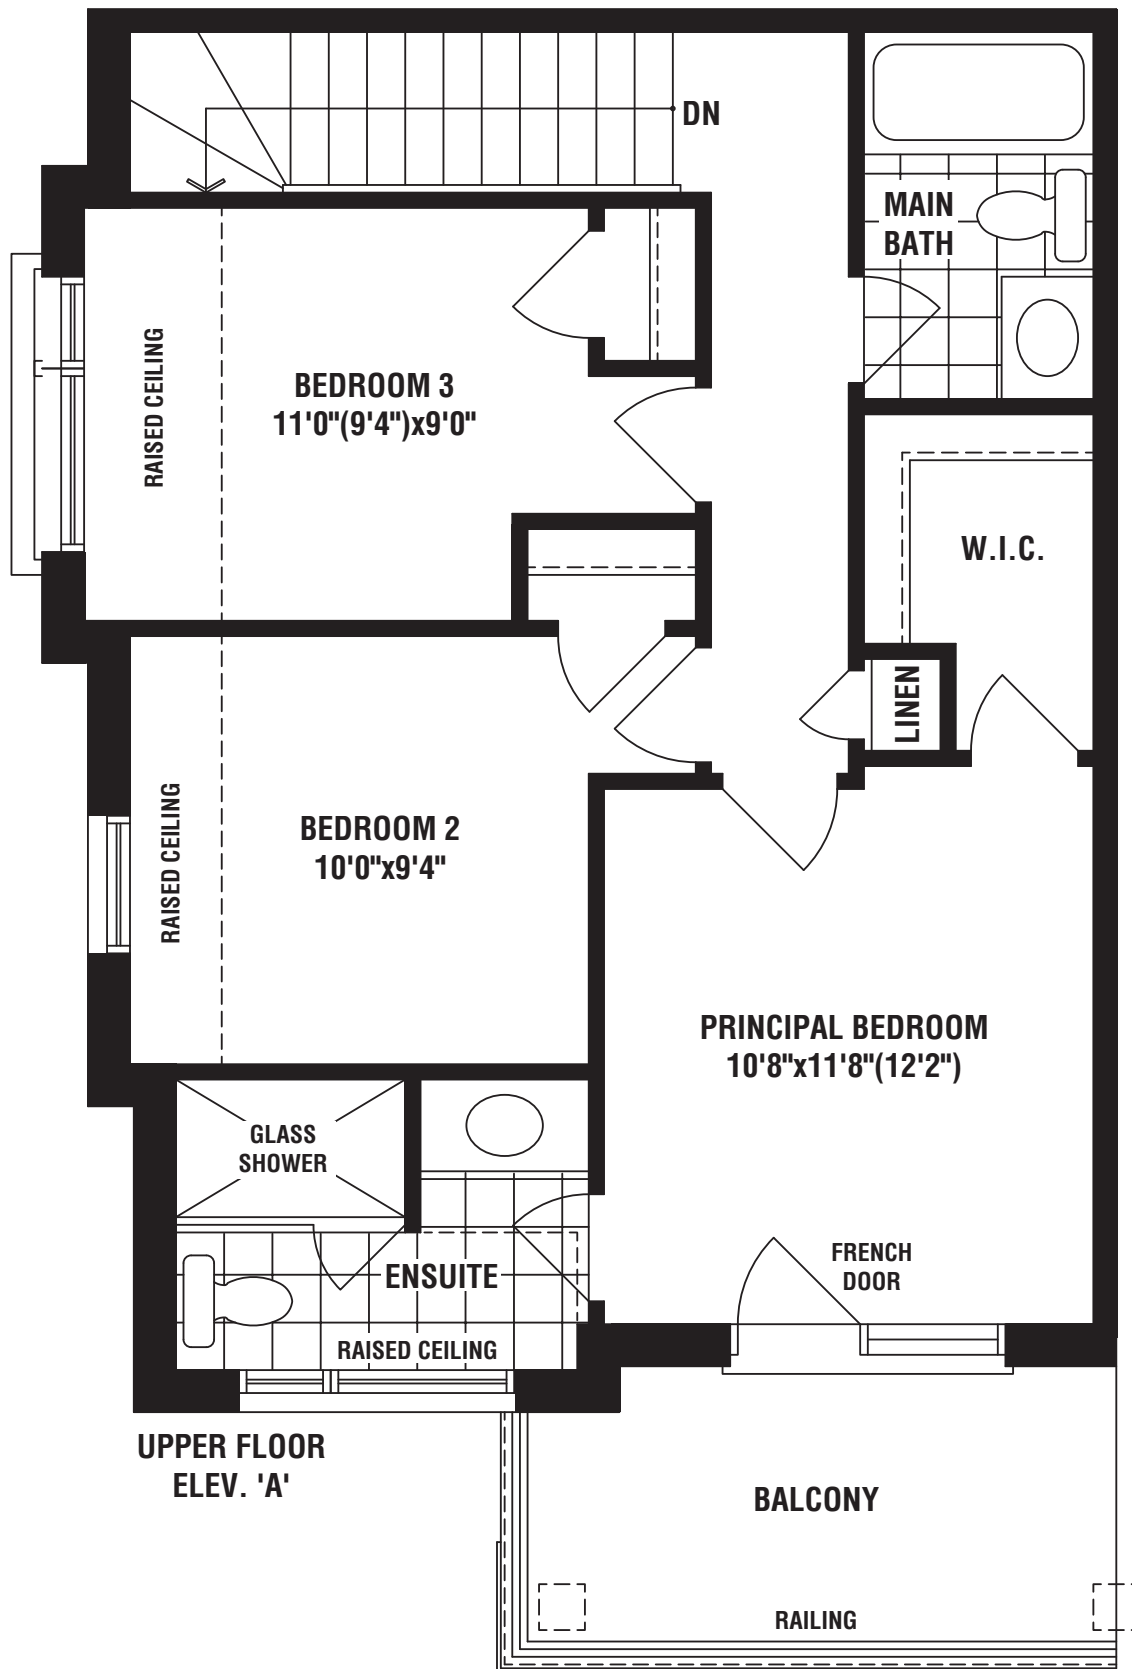 DN
MAIN
BATH
RAISED CEILING
BEDROOM 3
11'0"(9'4")x9'0"
W.I.C.
LINEN
RAISED CEILING
BEDROOM 2
10'0"x9'4"
PRINCIPAL BEDROOM
10'8"x11'8"(12'2")
GLASS
SHOWER
ENSUITE
RAISED CEILING
FRENCH
DOOR
UPPER FLOOR
ELEV. 'A'
BALCONY
RAILING